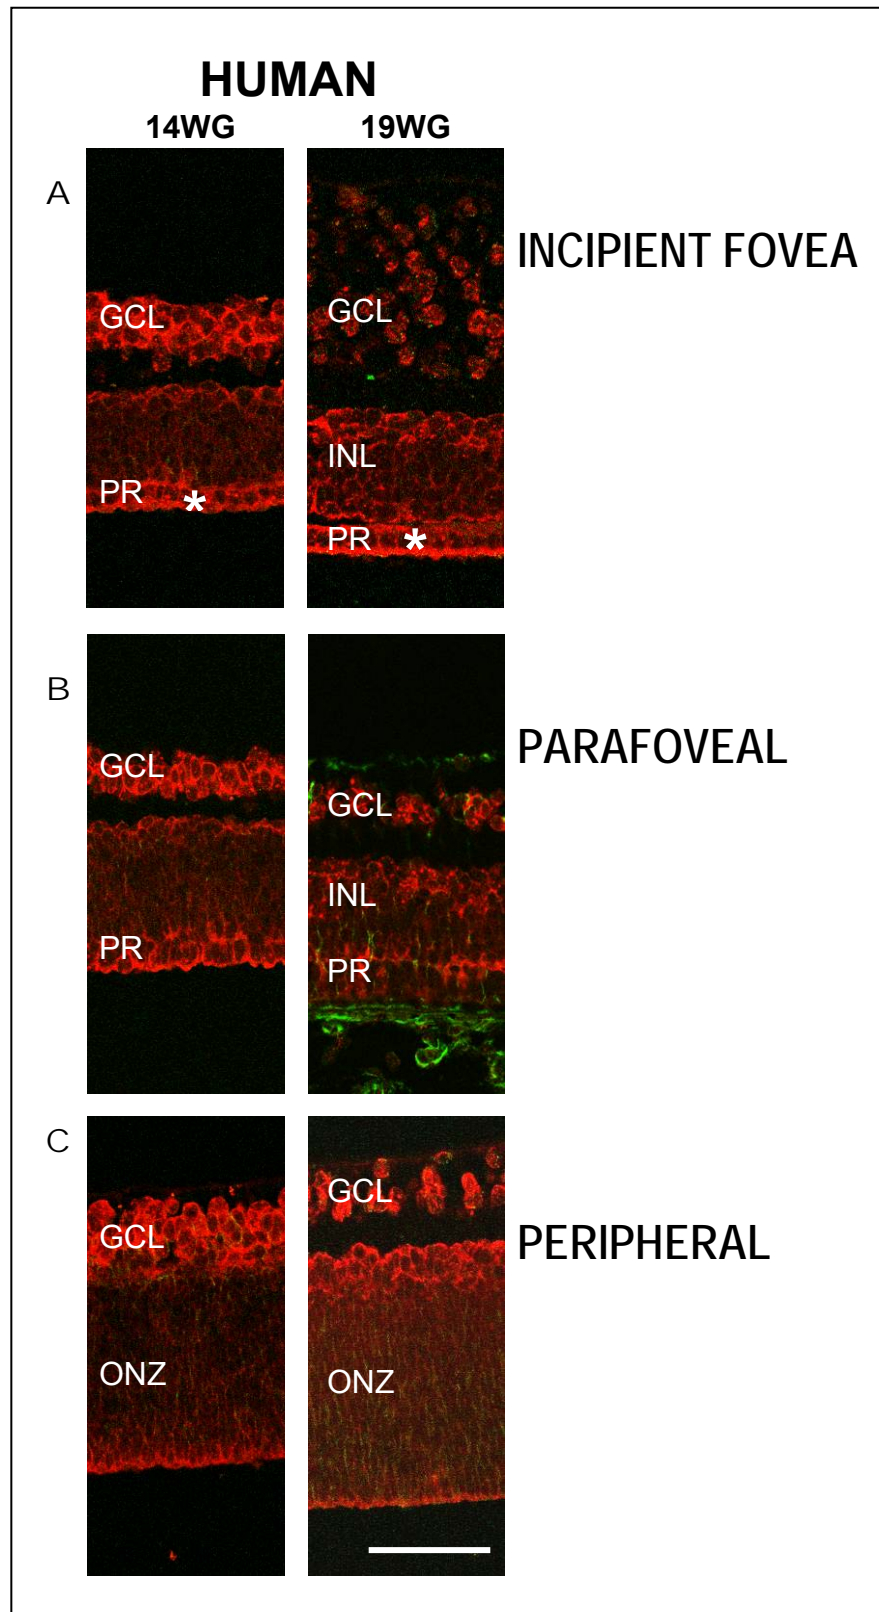 HUMAN
14WG 19WG
A
INCIPIENT FOVEA
GCL GCL
INL
PR *
PR *
B
PARAFOVEAL
GCL
GCL
INL
PR
PR
C
GCL
GCL
PERIPHERAL
ONZ
ONZ